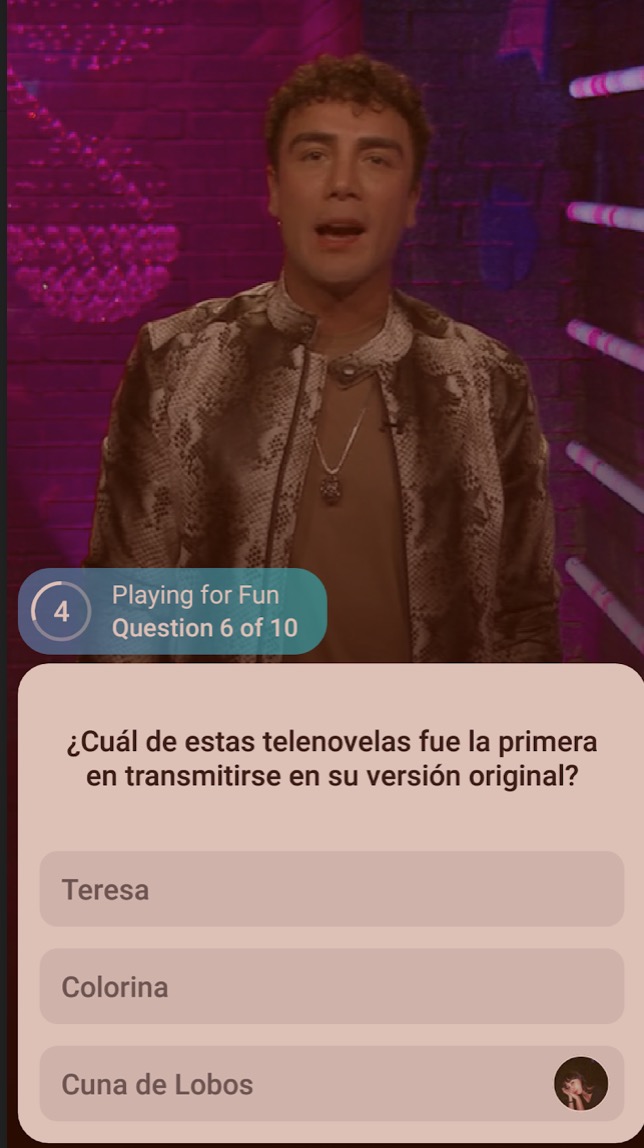 4
Playing for Fun
Question 6 of 10
¿Cuál de estas telenovelas fue la primera
en transmitirse en su versión original?
Teresa
Colorina
Cuna de Lobos